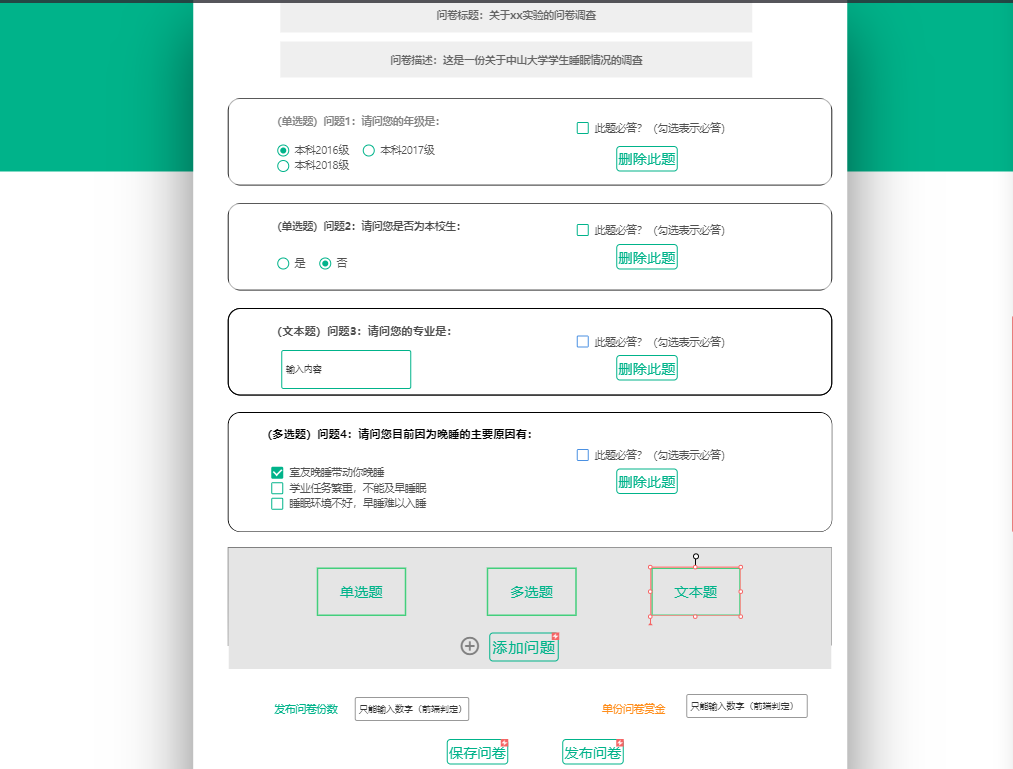 问卷标题：关于xx实验的问卷调查
问卷描述：这是一份关于中山大学学生睡眠情况的调查
(单选题）问题1：请问您的年级是：
此题必答？（勾选表示必答）
本科2016级 本科2017级
本科2018级
删除此题
(单选题）问题2：请问您是否为本校生：
此题必答？（勾选表示必答）
是 否
删除此题
(文本题）问题3：请问您的专业是：
此题必答？（勾选表示必答）
输入内容
删除此题
(多选题）问题4：请问您目前因为晚睡的主要原因有：
此题必答？（勾选表示必答）
室友晚睡带动你晚睡
学业任务繁重，不能及早睡眠
睡眠环境不好，早睡难以入睡
删除此题
单选题 多选题 文本题
添加问题
发布问卷份数 只能输入数字（前端判定） 单份问卷赏金 只能输入数字（前端判定）
保存问卷 发布问卷